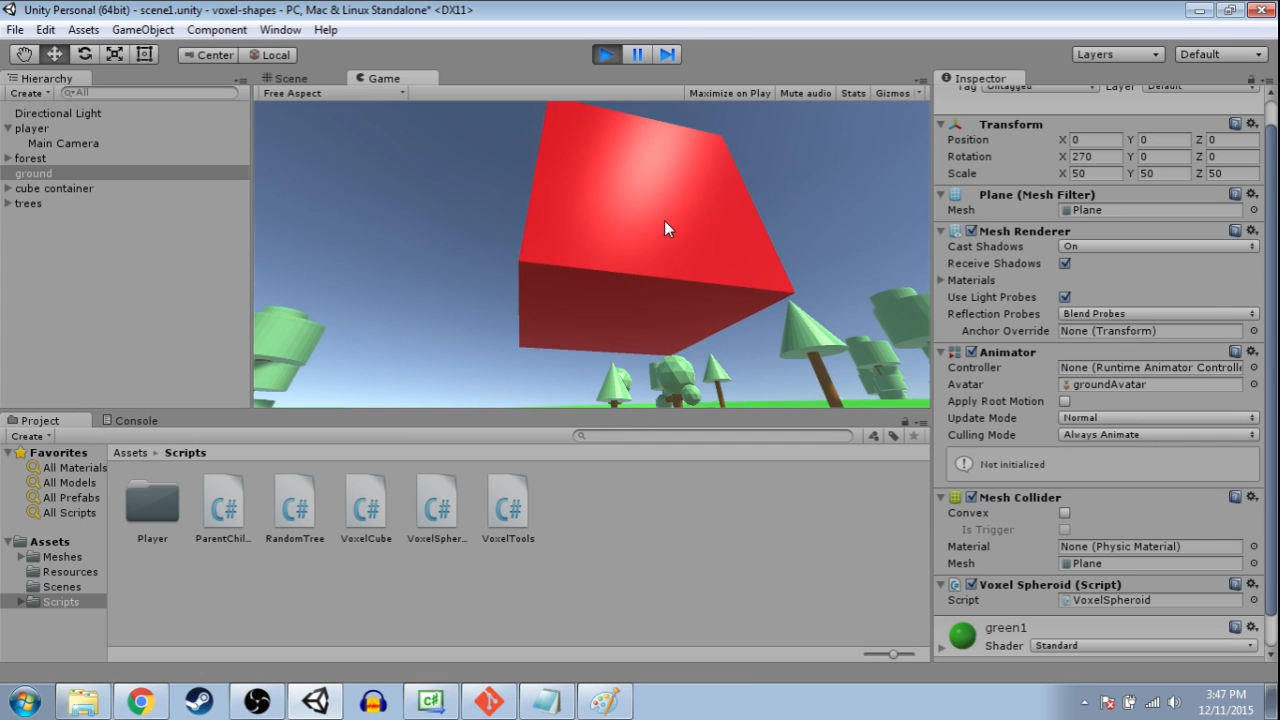 Unity Personal (64bit) - scene1.unity - voxel-shapes - PC, Mac & Linux Standalone* <DX11>
File Edit Assets GameObject Component Window Help
Center Local Layers Default
Hierarchy
Create All
Directional Light
player
Main Camera
forest
ground
cube container
trees
Scene Game
Free Aspect Maximize on Play Mute audio Stats Gizmos
Inspector
Tag Untagged Layer Default
Transform
Position X 0 Y 0 Z 0
Rotation X 270 Y 0 Z 0
Scale X 50 Y 50 Z 50
Plane (Mesh Filter)
Mesh Plane
Mesh Renderer
Cast Shadows On
Receive Shadows
Materials
Use Light Probes
Reflection Probes Blend Probes
Anchor Override None (Transform)
Animator
Controller None (Runtime Animator Controlle
Avatar groundAvatar
Apply Root Motion
Update Mode Normal
Culling Mode Always Animate
Not initialized
Mesh Collider
Convex
Is Trigger
Material None (Physic Material)
Mesh Plane
Voxel Spheroid (Script)
Script VoxelSpheroid
green1
Shader Standard
Project Console
Create
Favorites
All Materials
All Models
All Prefabs
All Scripts
Assets
Meshes
Resources
Scenes
Scripts
Assets Scripts
Player ParentChil... RandomTree VoxelCube VoxelSpher... VoxelTools
C# C# C# C# C#
3:47 PM
12/11/2015